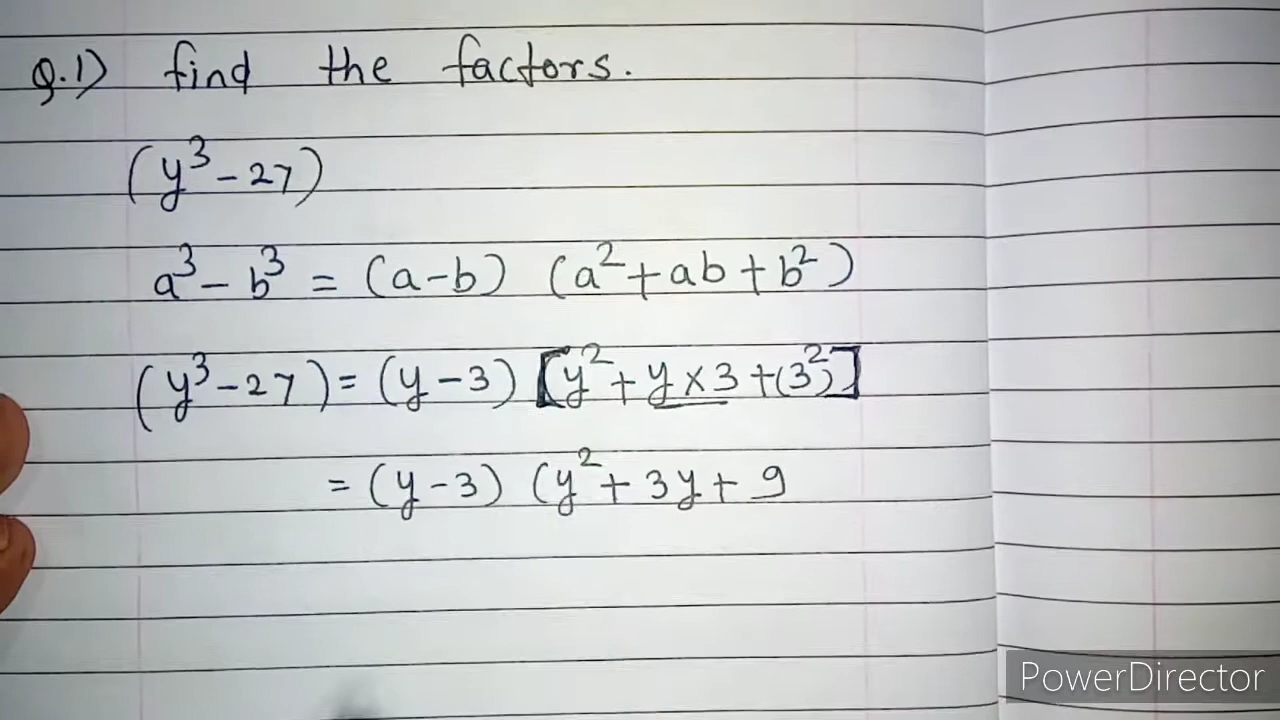 Q.1) find the factors.
(y³ - 27)
a³ - b³ = (a - b) (a² + ab + b²)
(y³ - 27) = (y - 3) [y² + y × 3 + (3²)]
= (y - 3) (y² + 3y + 9
PowerDirector